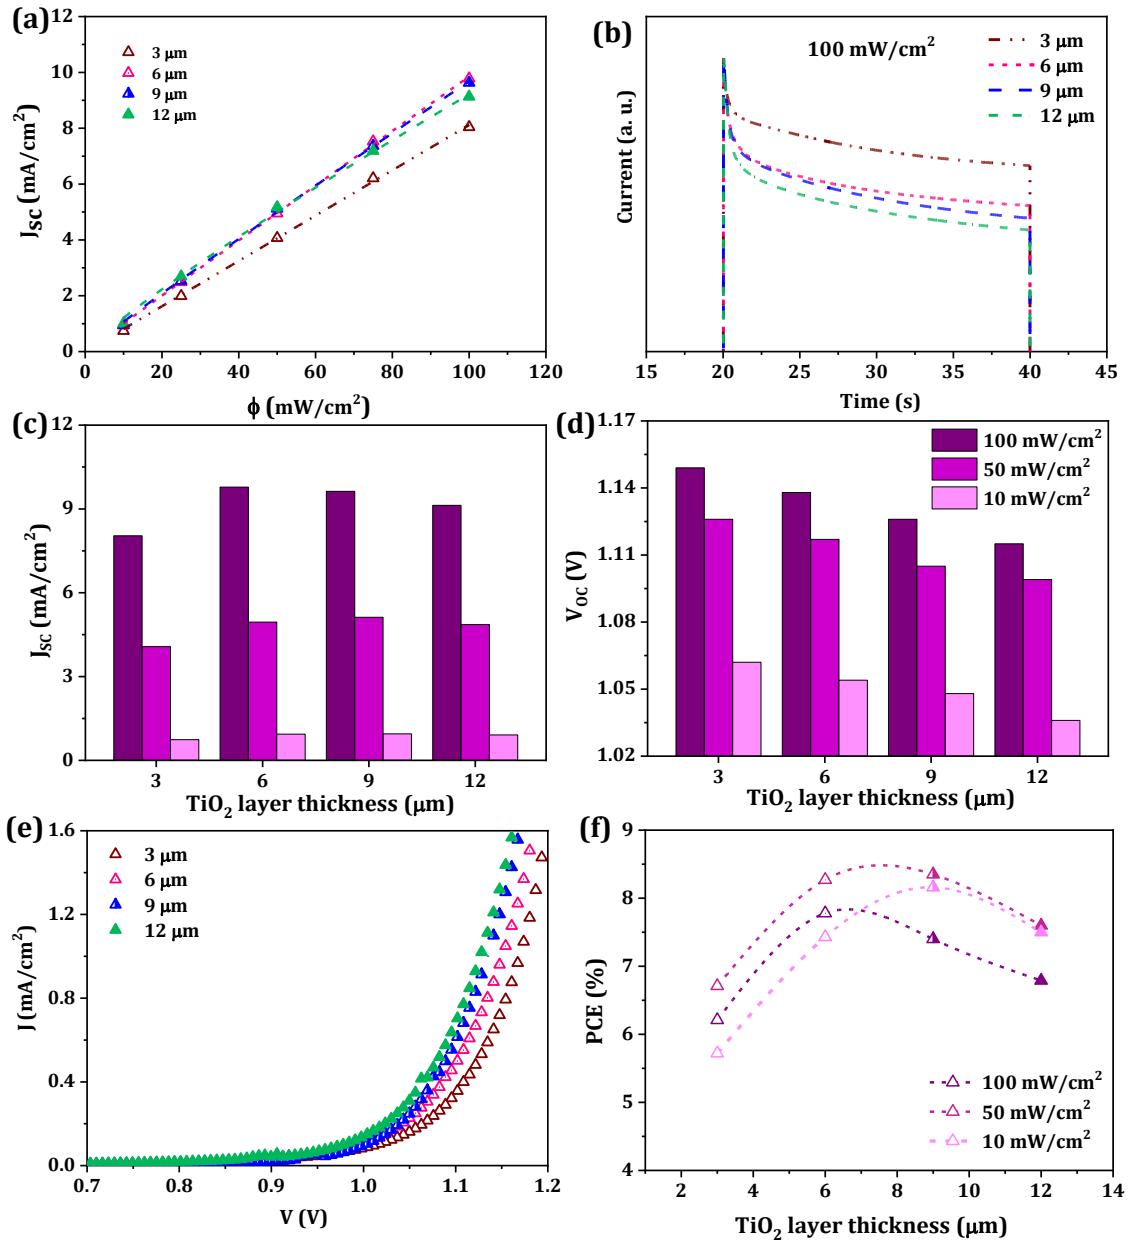 (a)
12
10
8
6
4
2
0
J_SC (mA/cm²)
3 μm
6 μm
9 μm
12 μm
0 20 40 60 80 100 120
ϕ (mW/cm²)
(b)
100 mW/cm²
3 μm
6 μm
9 μm
12 μm
Current (a. u.)
15 20 25 30 35 40 45
Time (s)
(c)
12
9
6
3
0
J_SC (mA/cm²)
3 6 9 12
TiO₂ layer thickness (μm)
(d)
1.17
1.14
1.11
1.08
1.05
1.02
V_OC (V)
100 mW/cm²
50 mW/cm²
10 mW/cm²
3 6 9 12
TiO₂ layer thickness (μm)
(e)
1.6
1.2
0.8
0.4
0.0
J (mA/cm²)
3 μm
6 μm
9 μm
12 μm
0.7 0.8 0.9 1.0 1.1 1.2
V (V)
(f)
9
8
7
6
5
4
PCE (%)
100 mW/cm²
50 mW/cm²
10 mW/cm²
2 4 6 8 10 12 14
TiO₂ layer thickness (μm)